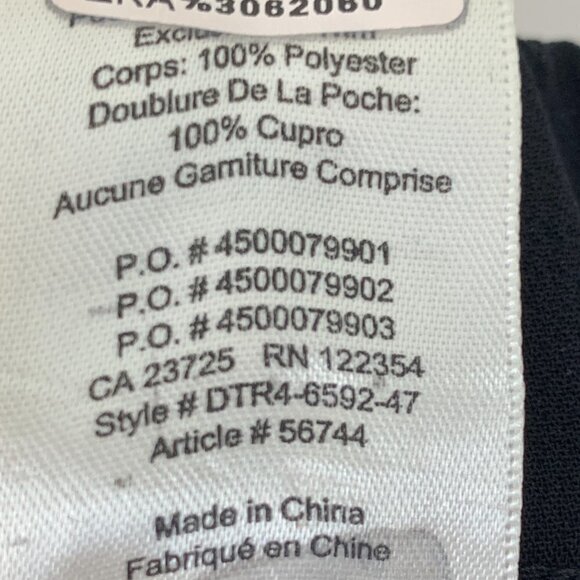 %3062060
Corps: 100% Polyester
Doublure De La Poche:
100% Cupro
Aucune Garniture Comprise
P.O. # 4500079901
P.O. # 4500079902
P.O. # 4500079903
CA 23725 RN 122354
Style # DTR4-6592-47
Article # 56744
Made in China
Fabriqué en Chine